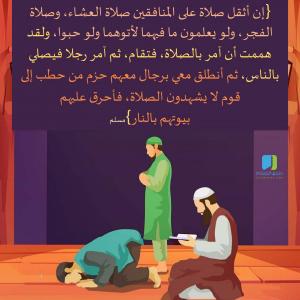 {إن أثقل صلاة على المنافقين صلاة العشاء، وصلاة
الفجر، ولو يعلمون ما فيهما لأتوهما ولو حبوا، ولقد
هممت أن آمر بالصلاة، فتقام، ثم آمر رجلا فيصلي
بالناس، ثم أنطلق معي برجال معهم حزم من حطب إلى
قوم لا يشهدون الصلاة، فأحرق عليهم
بيوتهم بالنار}مسلم